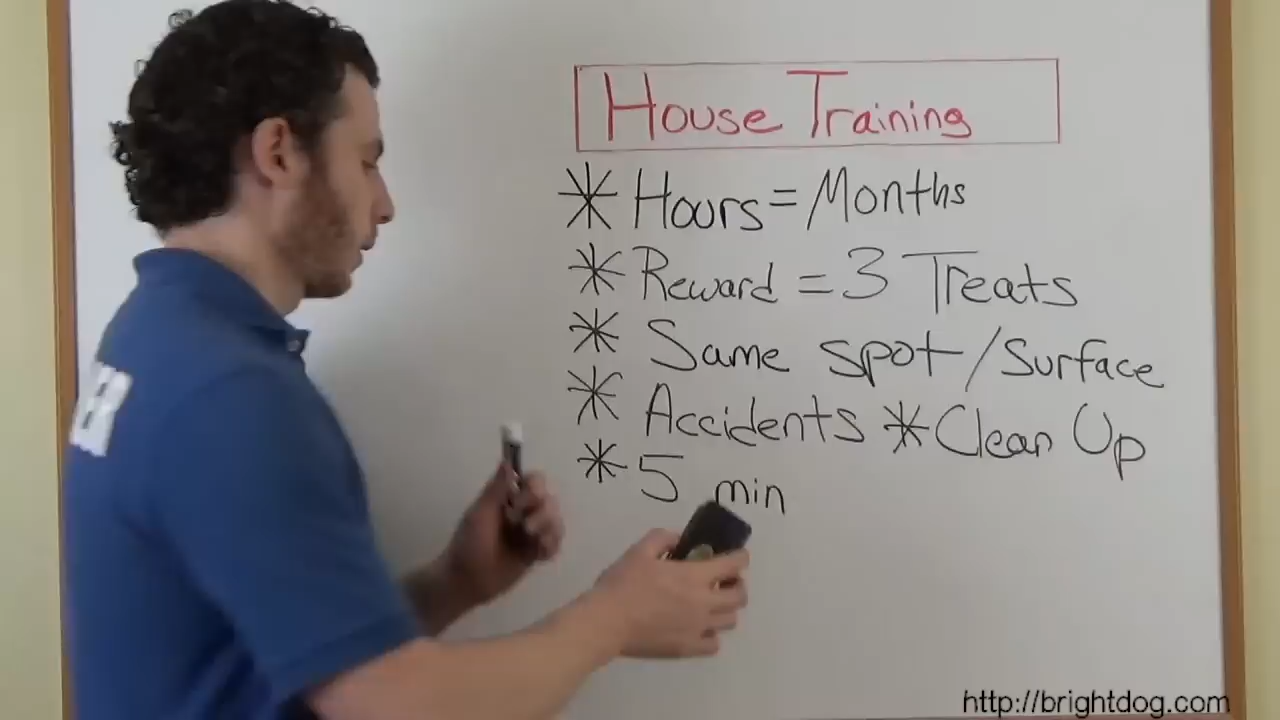 House Training
* Hours = Months
* Reward = 3 Treats
* Same spot / Surface
* Accidents * Clean Up
* 5 min
http://brightdog.com